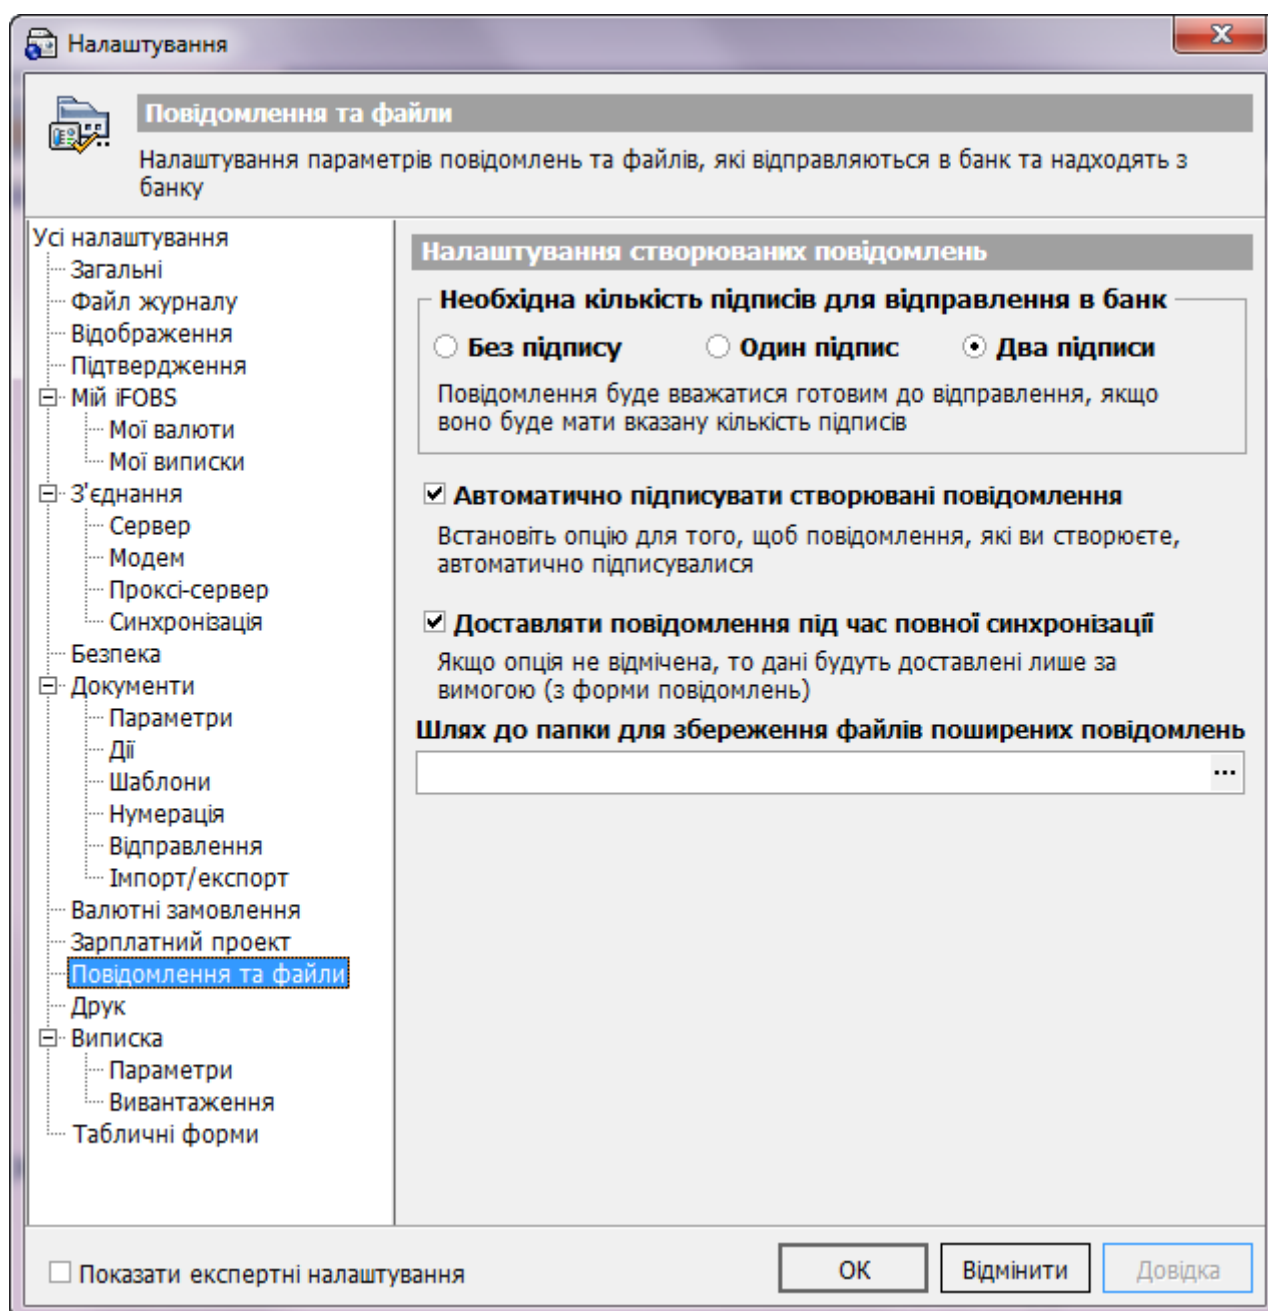 Налаштування
Повідомлення та файли
Налаштування параметрів повідомлень та файлів, які відправляються в банк та надходять з
банку
Усі налаштування
Загальні
Файл журналу
Відображення
Підтвердження
Мій iFOBS
Мої валюти
Мої виписки
З'єднання
Сервер
Модем
Проксі-сервер
Синхронізація
Безпека
Документи
Параметри
Дії
Шаблони
Нумерація
Відправлення
Імпорт/експорт
Валютні замовлення
Зарплатний проект
Повідомлення та файли
Друк
Виписка
Параметри
Вивантаження
Табличні форми
Налаштування створюваних повідомлень
Необхідна кількість підписів для відправлення в банк
Без підпису Один підпис Два підписи
Повідомлення буде вважатися готовим до відправлення, якщо
воно буде мати вказану кількість підписів
Автоматично підписувати створювані повідомлення
Встановіть опцію для того, щоб повідомлення, які ви створюєте,
автоматично підписувалися
Доставляти повідомлення під час повної синхронізації
Якщо опція не відмічена, то дані будуть доставлені лише за
вимогою (з форми повідомлень)
Шлях до папки для збереження файлів поширених повідомлень
...
Показати експертні налаштування
ОК Відмінити Довідка